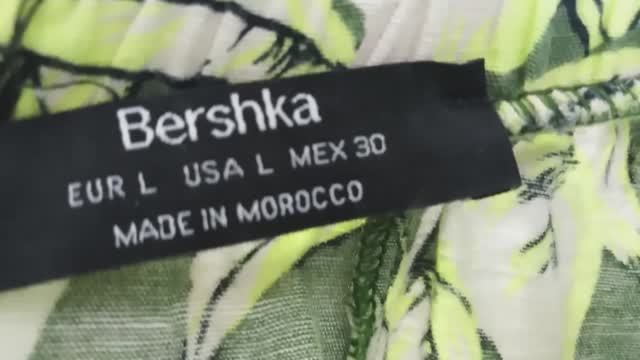 Bershka
EUR L USA L MEX 30
MADE IN MOROCCO